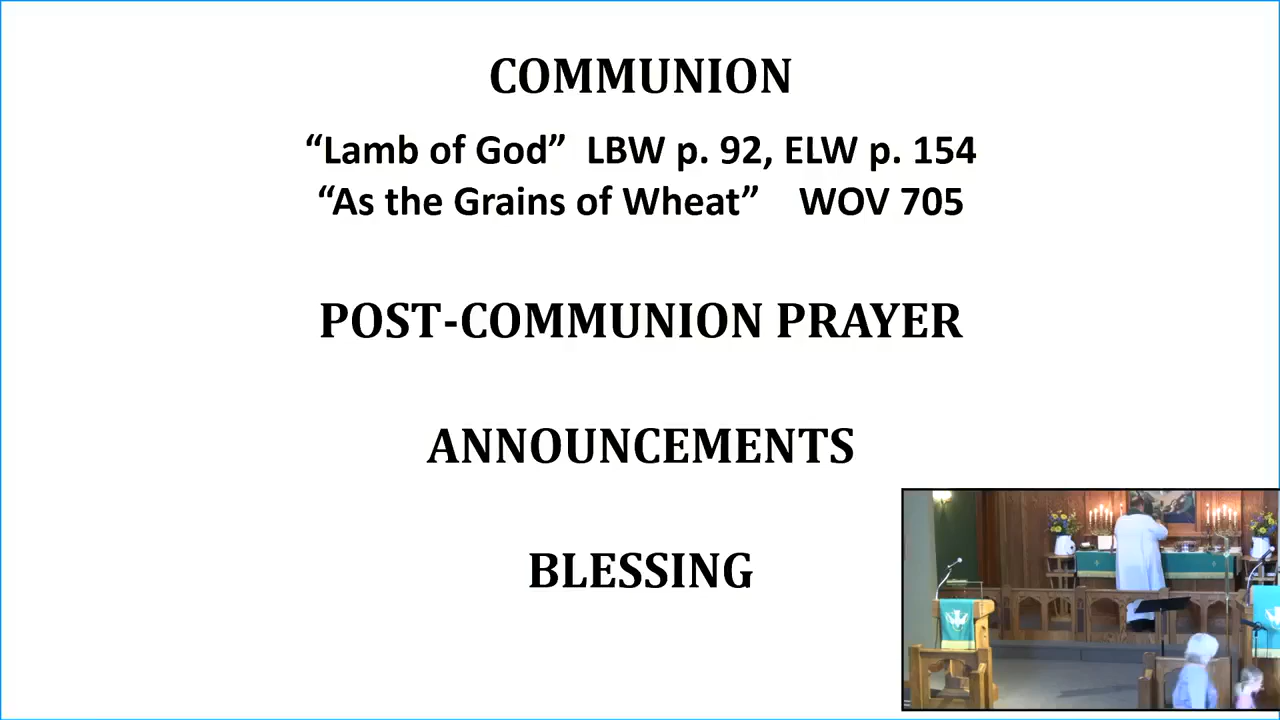 COMMUNION
“Lamb of God” LBW p. 92, ELW p. 154
“As the Grains of Wheat” WOV 705
POST-COMMUNION PRAYER
ANNOUNCEMENTS
BLESSING